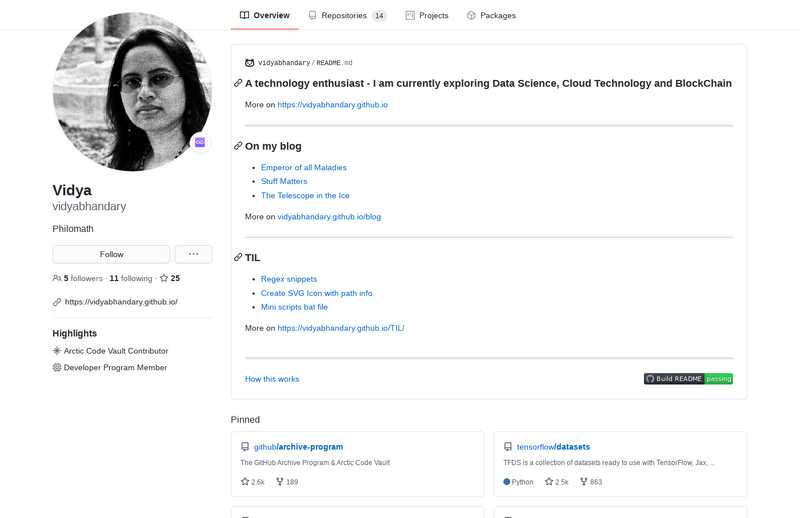 Overview
Repositories 14
Projects
Packages
Vidya
vidyabhandary
Philomath
Follow
...
5 followers · 11 following · 25
https://vidyabhandary.github.io/
Highlights
Arctic Code Vault Contributor
Developer Program Member
vidyabhandary / README.md
A technology enthusiast - I am currently exploring Data Science, Cloud Technology and BlockChain
More on https://vidyabhandary.github.io
On my blog
Emperor of all Maladies
Stuff Matters
The Telescope in the Ice
More on vidyabhandary.github.io/blog
TIL
Regex snippets
Create SVG Icon with path info
Mini scripts bat file
More on https://vidyabhandary.github.io/TIL/
How this works
Build README passing
Pinned
github/archive-program
The GitHub Archive Program & Arctic Code Vault
2.6k 189
tensorflow/datasets
TFDS is a collection of datasets ready to use with TensorFlow, Jax, ...
Python 2.5k 863